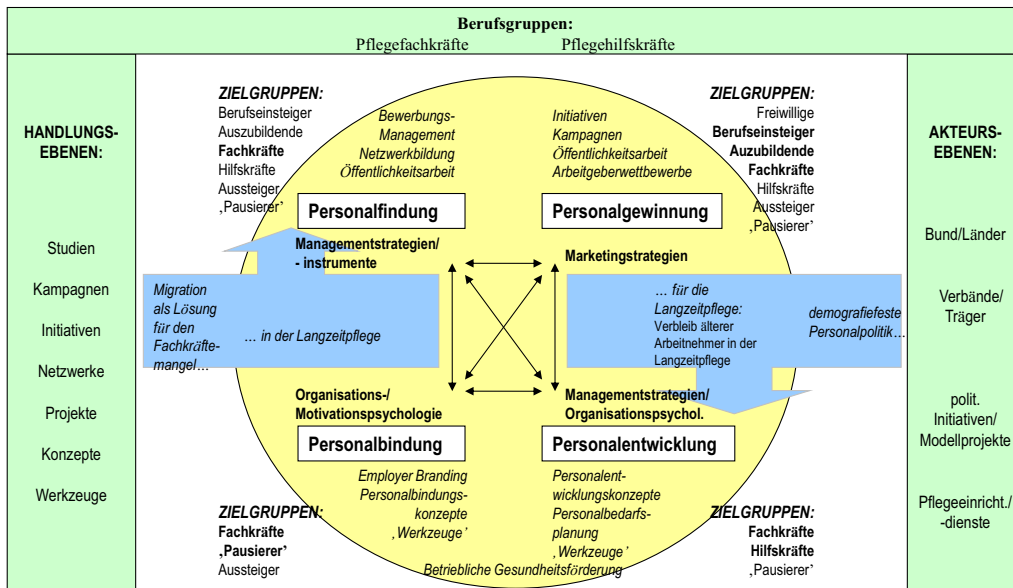 Berufsgruppen:
Pflegefachkräfte Pflegehilfskräfte
HANDLUNGS-
EBENEN:
Studien
Kampagnen
Initiativen
Netzwerke
Projekte
Konzepte
Werkzeuge
ZIELGRUPPEN:
Berufseinsteiger
Auszubildende
Fachkräfte
Hilfskräfte
Aussteiger
‚Pausierer’
Bewerbungs-
Management
Netzwerkbildung
Öffentlichkeitsarbeit
Personalfindung
Managementstrategien/
- instrumente
Initiativen
Kampagnen
Öffentlichkeitsarbeit
Arbeitgeberwettbewerbe
Personalgewinnung
Marketingstrategien
ZIELGRUPPEN:
Freiwillige
Berufseinsteiger
Auzubildende
Fachkräfte
Hilfskräfte
Aussteiger
‚Pausierer’
Migration
als Lösung
für den
Fachkräfte-
mangel…
… in der Langzeitpflege
… für die
Langzeitpflege:
Verbleib älterer
Arbeitnehmer in der
Langzeitpflege
demografiefeste
Personalpolitik…
Organisations-/
Motivationspsychologie
Personalbindung
Employer Branding
Personalbindungs-
konzepte
‚Werkzeuge’
Managementstrategien/
Organisationspsychol.
Personalentwicklung
Personalent-
wicklungskonzepte
Personalbedarfs-
planung
‚Werkzeuge’
Betriebliche Gesundheitsförderung
ZIELGRUPPEN:
Fachkräfte
‚Pausierer’
Aussteiger
ZIELGRUPPEN:
Fachkräfte
Hilfskräfte
‚Pausierer’
AKTEURS-
EBENEN:
Bund/Länder
Verbände/
Träger
polit.
Initiativen/
Modellprojekte
Pflegeeinricht./
-dienste